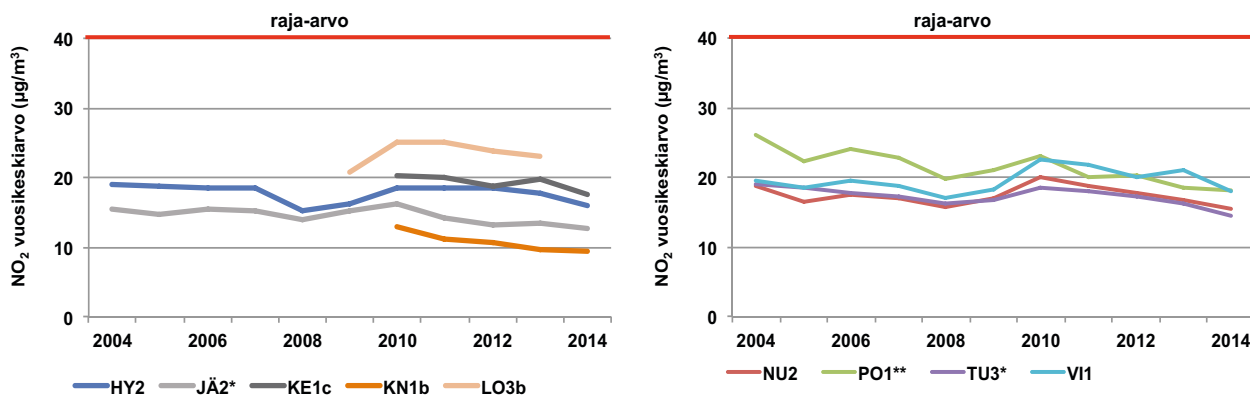 raja-arvo
NO₂ vuosikeskiarvo (µg/m³)
40
30
20
10
0
2004 2006 2008 2010 2012 2014
HY2 JÄ2* KE1c KN1b LO3b
raja-arvo
NO₂ vuosikeskiarvo (µg/m³)
40
30
20
10
0
2004 2006 2008 2010 2012 2014
NU2 PO1** TU3* VI1